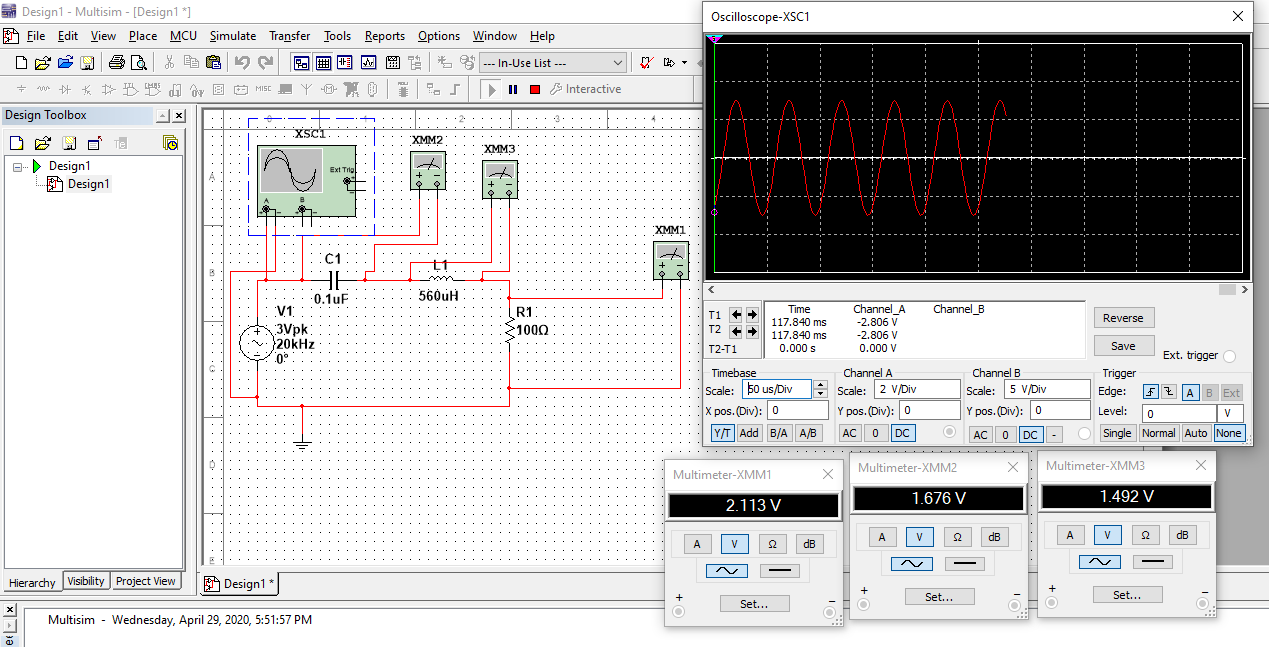 Design1 - Multisim - [Design1 *]
File Edit View Place MCU Simulate Transfer Tools Reports Options Window Help
--- In-Use List ---
Interactive
Design Toolbox
Design1
Design1
Hierarchy Visibility Project View
0 1 2 3 4
A
B
C
D
E
XSC1
Ext Trig
A B
XMM2
XMM3
XMM1
C1
0.1uF
L1
560uH
V1
3Vpk
20kHz
0°
R1
100Ω
Design1 *
Multisim - Wednesday, April 29, 2020, 5:51:57 PM
Oscilloscope-XSC1
Time Channel_A Channel_B
T1 117.840 ms -2.806 V
T2 117.840 ms -2.806 V
T2-T1 0.000 s 0.000 V
Reverse
Save
Ext. trigger
Timebase
Scale: 50 us/Div
X pos.(Div): 0
Y/T Add B/A A/B
Channel A
Scale: 2 V/Div
Y pos.(Div): 0
AC 0 DC
Channel B
Scale: 5 V/Div
Y pos.(Div): 0
AC 0 DC -
Trigger
Edge: A B Ext
Level: 0 V
Single Normal Auto None
Multimeter-XMM1
2.113 V
A V Ω dB
+ Set... −
Multimeter-XMM2
1.676 V
A V Ω dB
+ Set... −
Multimeter-XMM3
1.492 V
A V Ω dB
+ Set... −